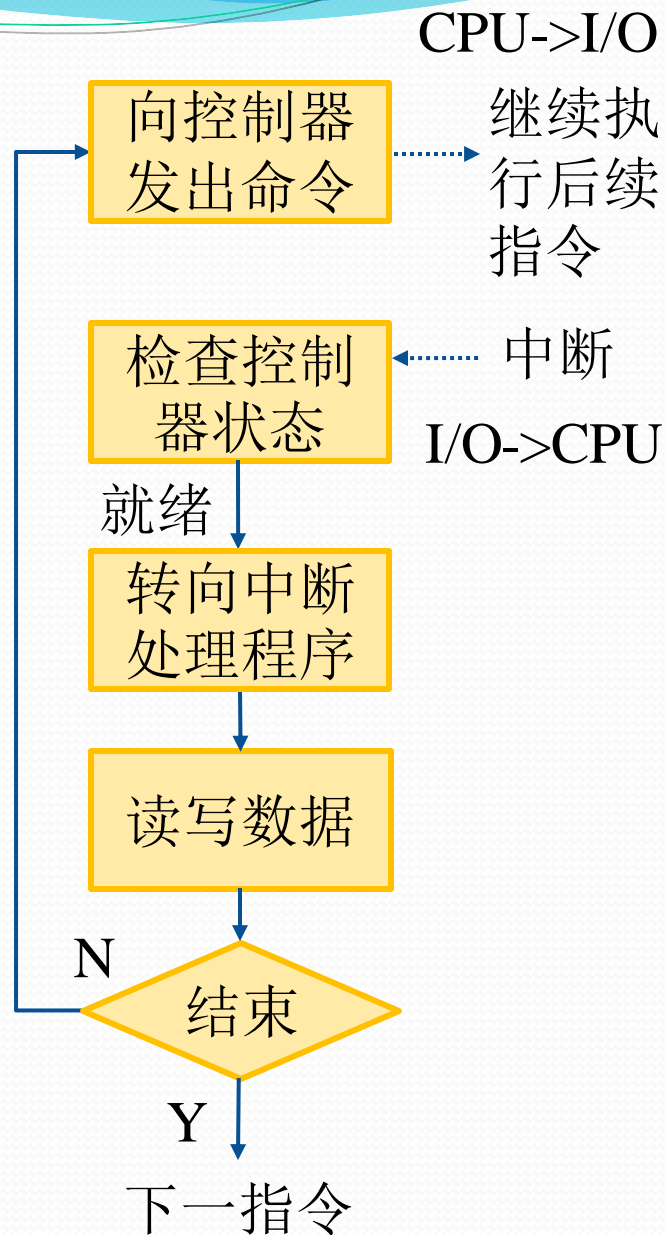 CPU->I/O
向控制器
发出命令
继续执
行后续
指令
检查控制
器状态
中断
I/O->CPU
就绪
转向中断
处理程序
读写数据
N
结束
Y
下一指令